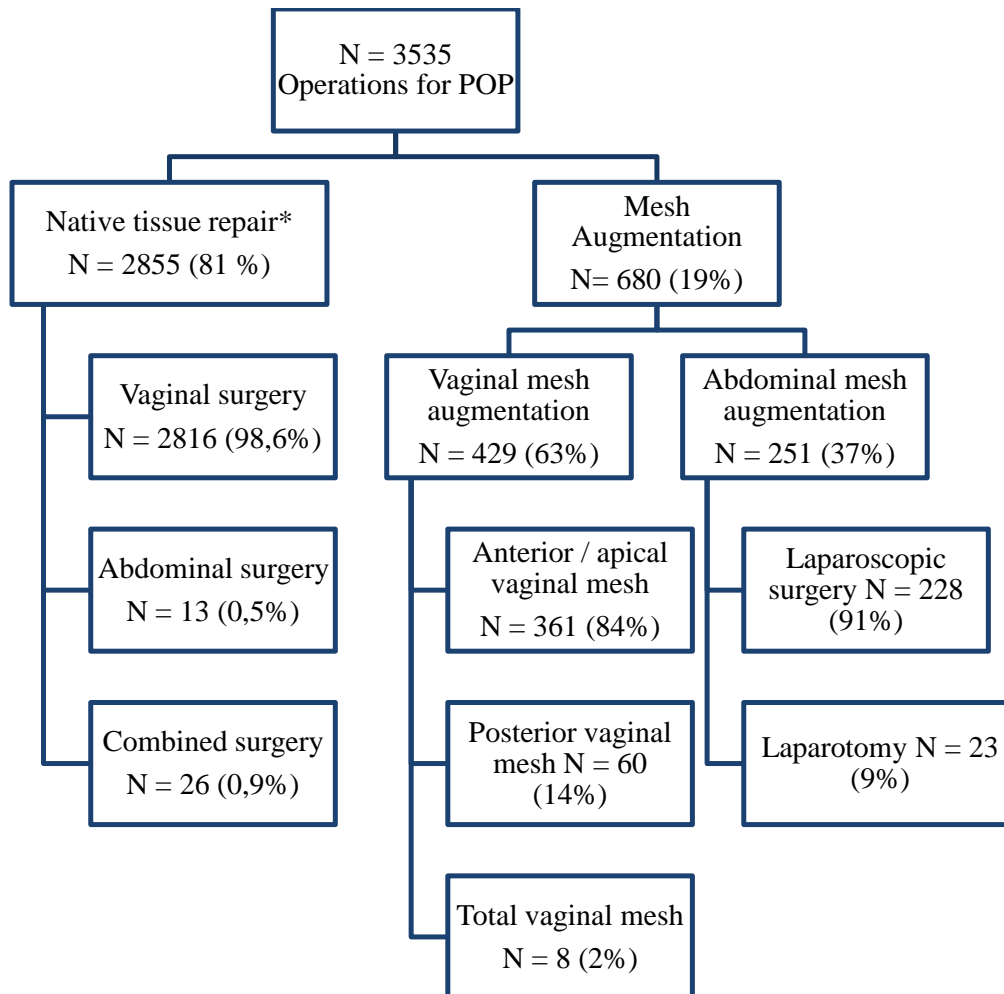 N = 3535
Operations for POP
Native tissue repair*
N = 2855 (81 %)
Mesh
Augmentation
N= 680 (19%)
Vaginal surgery
N = 2816 (98,6%)
Vaginal mesh
augmentation
N = 429 (63%)
Abdominal mesh
augmentation
N = 251 (37%)
Abdominal surgery
N = 13 (0,5%)
Anterior / apical
vaginal mesh
N = 361 (84%)
Laparoscopic
surgery N = 228
(91%)
Combined surgery
N = 26 (0,9%)
Posterior vaginal
mesh N = 60
(14%)
Laparotomy N = 23
(9%)
Total vaginal mesh
N = 8 (2%)